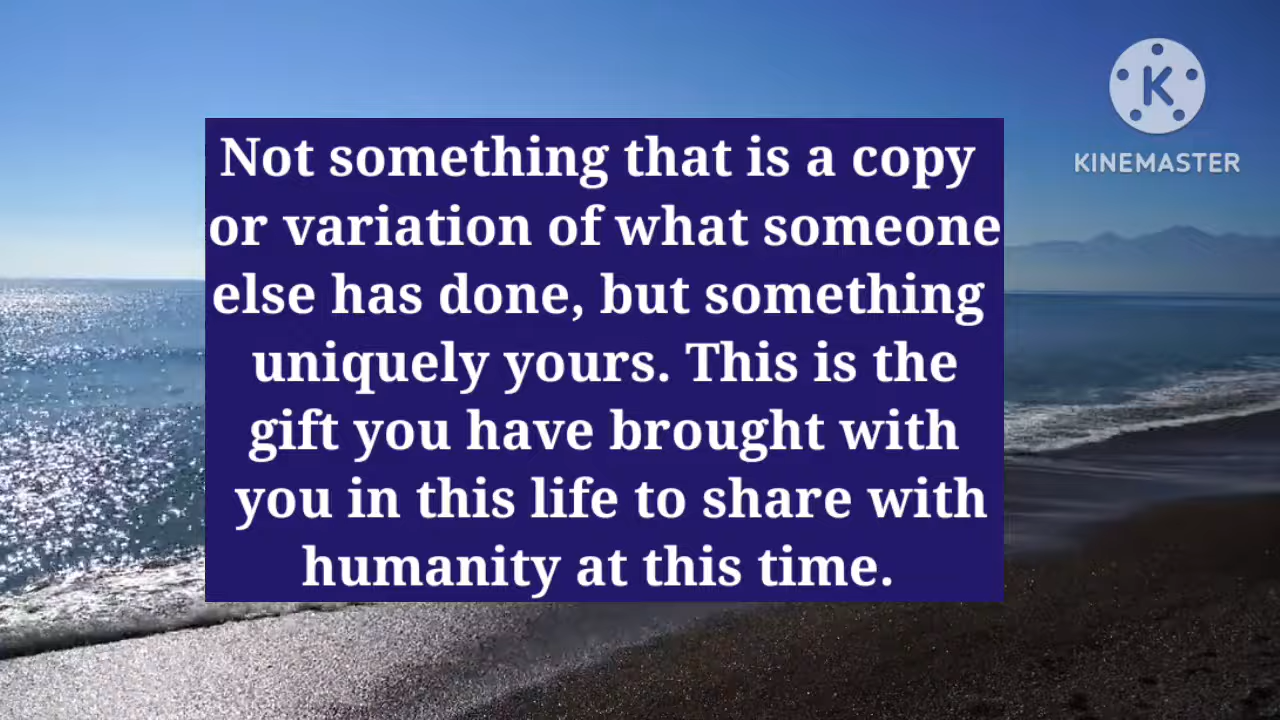 Not something that is a copy
or variation of what someone
else has done, but something
uniquely yours. This is the
gift you have brought with
you in this life to share with
humanity at this time.
K
KINEMASTER